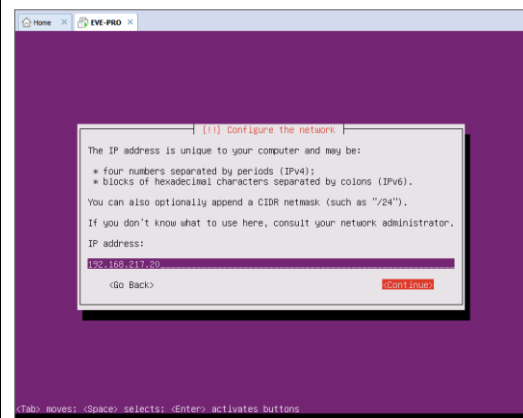 Home × EVE-PRO ×
[!!] Configure the network
The IP address is unique to your computer and may be:
* four numbers separated by periods (IPv4);
* blocks of hexadecimal characters separated by colons (IPv6).
You can also optionally append a CIDR netmask (such as "/24").
If you don't know what to use here, consult your network administrator.
IP address:
192.168.217.20
<Go Back> <Continue>
<Tab> moves; <Space> selects; <Enter> activates buttons